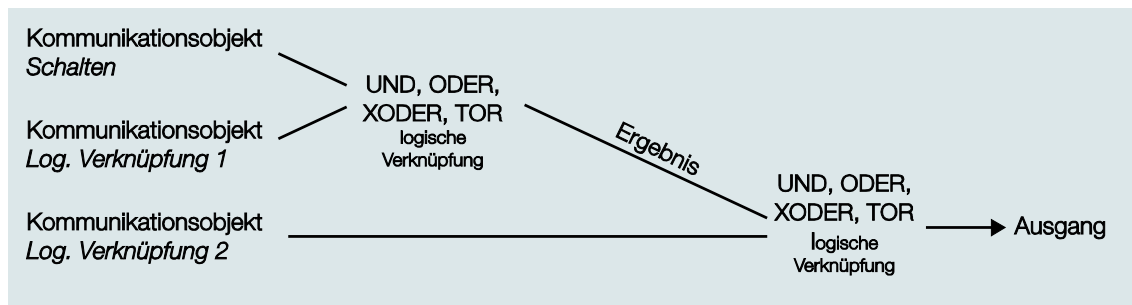 Kommunikationsobjekt
Schalten
UND, ODER,
XODER, TOR
logische
Verknüpfung
Kommunikationsobjekt
Log. Verknüpfung 1
Ergebnis
UND, ODER,
XODER, TOR
logische
Verknüpfung
Ausgang
Kommunikationsobjekt
Log. Verknüpfung 2